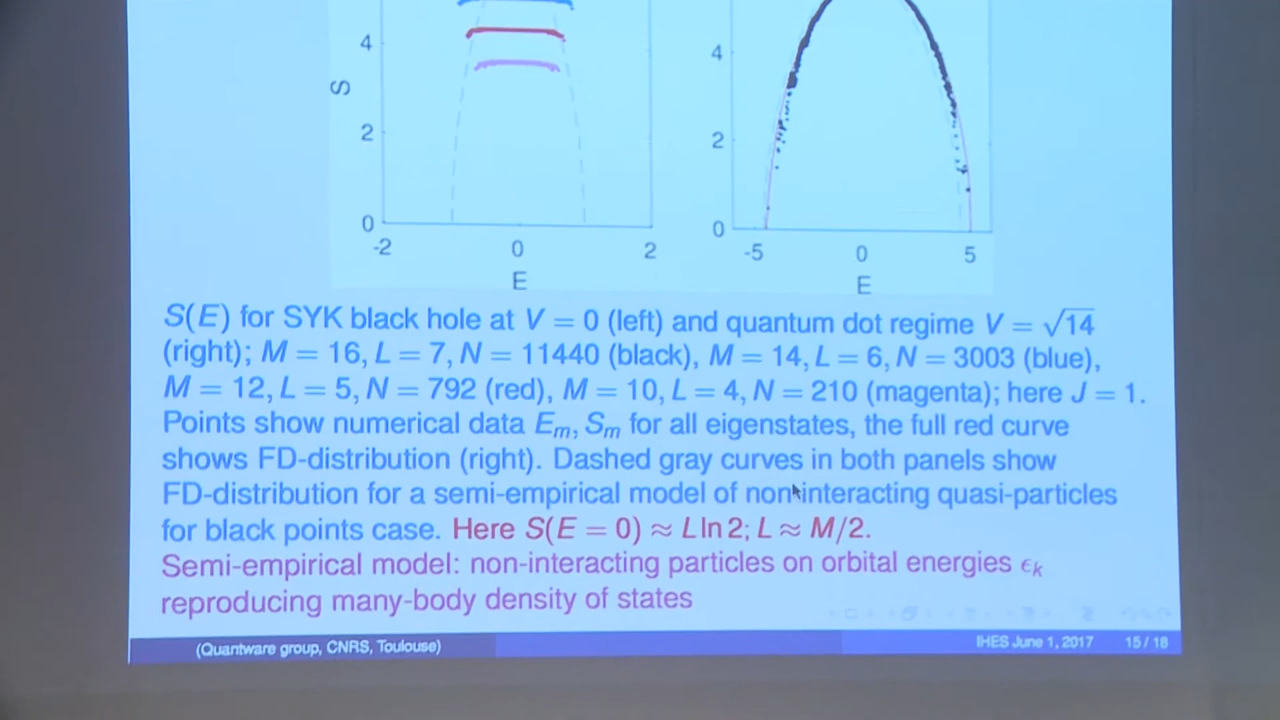 4
S
2
0
-2
0
2
E
4
2
0
-5
0
5
E
S(E) for SYK black hole at V = 0 (left) and quantum dot regime V = √14
(right); M = 16, L = 7, N = 11440 (black), M = 14, L = 6, N = 3003 (blue),
M = 12, L = 5, N = 792 (red), M = 10, L = 4, N = 210 (magenta); here J = 1.
Points show numerical data Eₘ, Sₘ for all eigenstates, the full red curve
shows FD-distribution (right). Dashed gray curves in both panels show
FD-distribution for a semi-empirical model of non-interacting quasi-particles
for black points case. Here S(E = 0) ≈ L ln 2; L ≈ M/2.
Semi-empirical model: non-interacting particles on orbital energies ϵₖ
reproducing many-body density of states
(Quantware group, CNRS, Toulouse)
IHES June 1, 2017
15 / 18